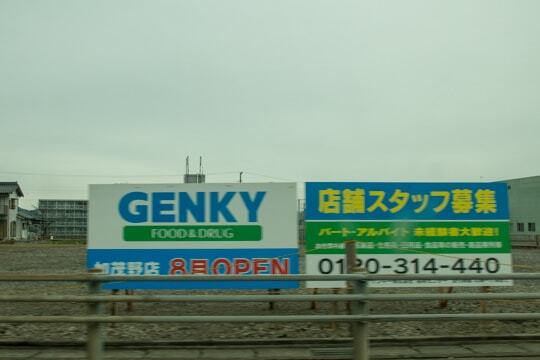 GENKY
FOOD&DRUG
加茂野店 8月OPEN
店舗スタッフ募集
パート・アルバイト 未経験者大歓迎!
0120-314-440